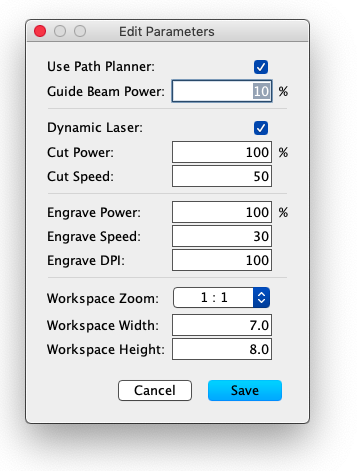 Edit Parameters
Use Path Planner:
Guide Beam Power: 10 %
Dynamic Laser:
Cut Power: 100 %
Cut Speed: 50
Engrave Power: 100 %
Engrave Speed: 30
Engrave DPI: 100
Workspace Zoom: 1 : 1
Workspace Width: 7.0
Workspace Height: 8.0
Cancel Save